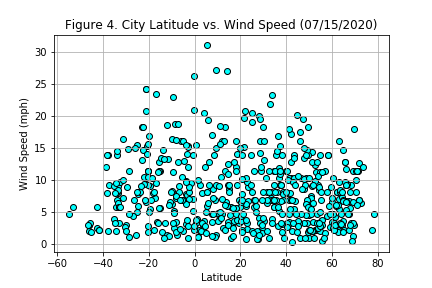 Figure 4. City Latitude vs. Wind Speed (07/15/2020)
30
25
20
15
10
5
0
Wind Speed (mph)
−60 −40 −20 0 20 40 60 80
Latitude